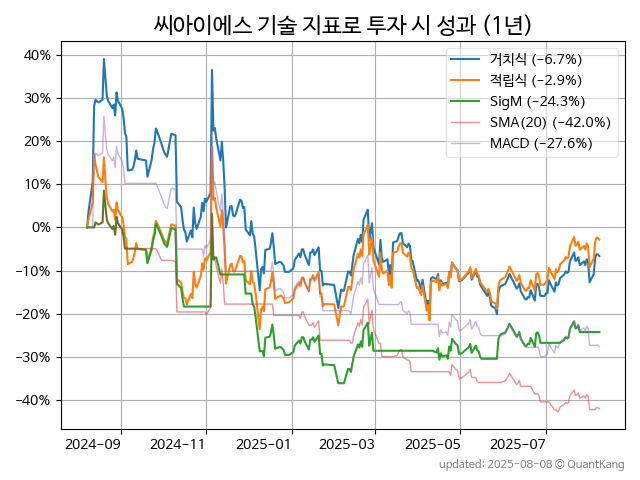 씨아이에스 기술 지표로 투자 시 성과 (1년)
40%
30%
20%
10%
0%
−10%
−20%
−30%
−40%
거치식 (−6.7%)
적립식 (−2.9%)
SigM (−24.3%)
SMA(20) (−42.0%)
MACD (−27.6%)
2024-09 2024-11 2025-01 2025-03 2025-05 2025-07
updated: 2025-08-08 © QuantKang